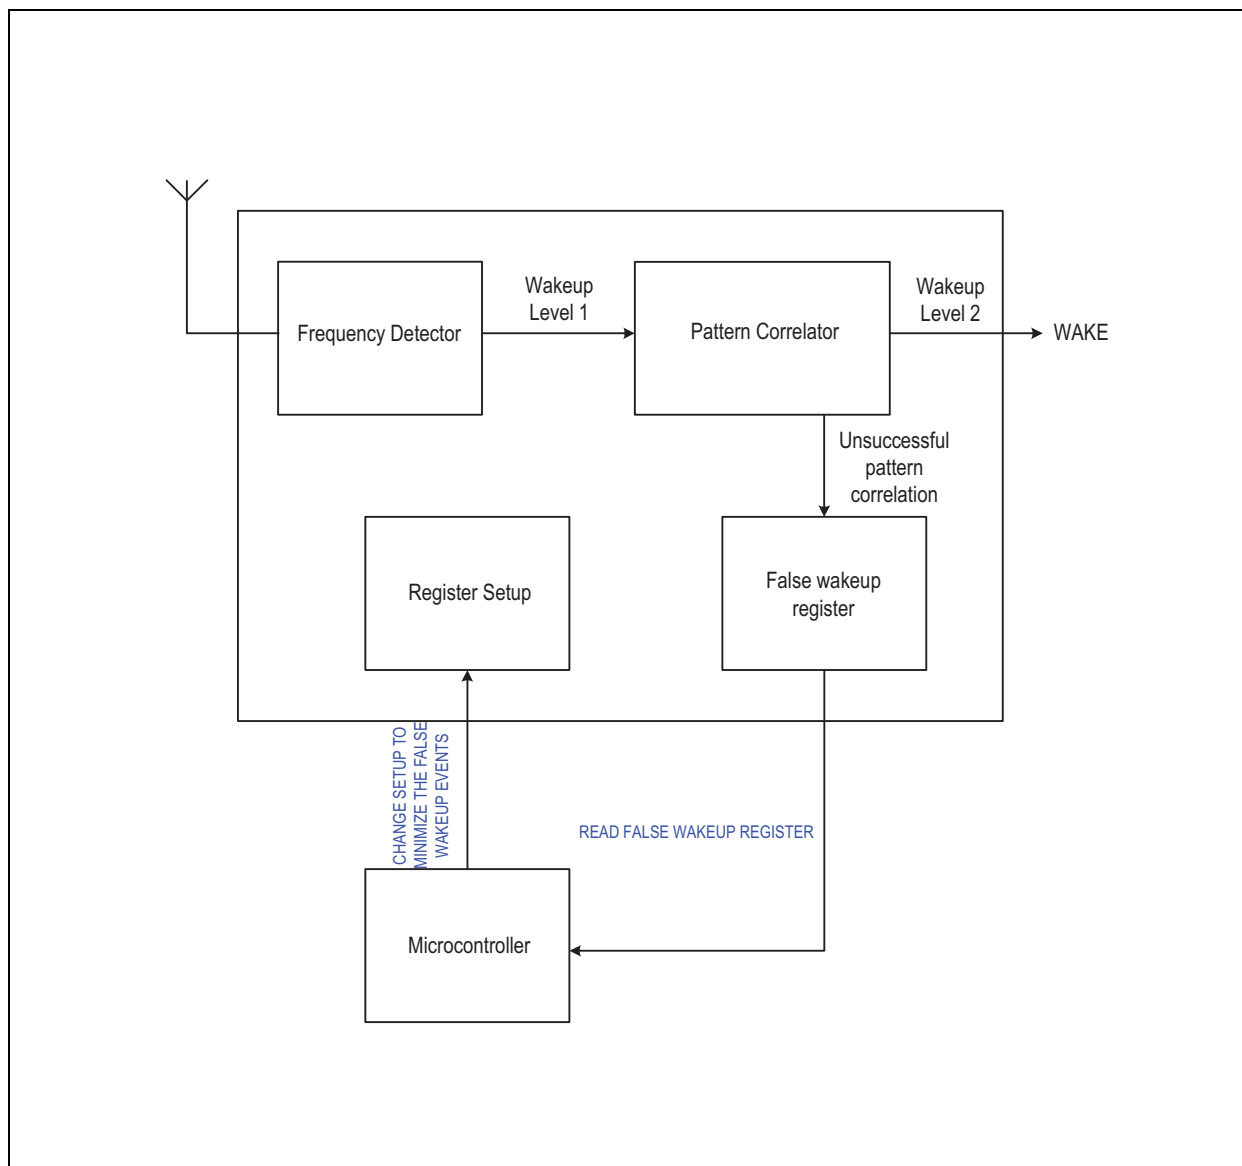 Wakeup
Level 1
Wakeup
Level 2
Frequency Detector
Pattern Correlator
WAKE
Unsuccessful
pattern
correlation
Register Setup
False wakeup
register
CHANGE SETUP TO
MINIMIZE THE FALSE
WAKEUP EVENTS
READ FALSE WAKEUP REGISTER
Microcontroller